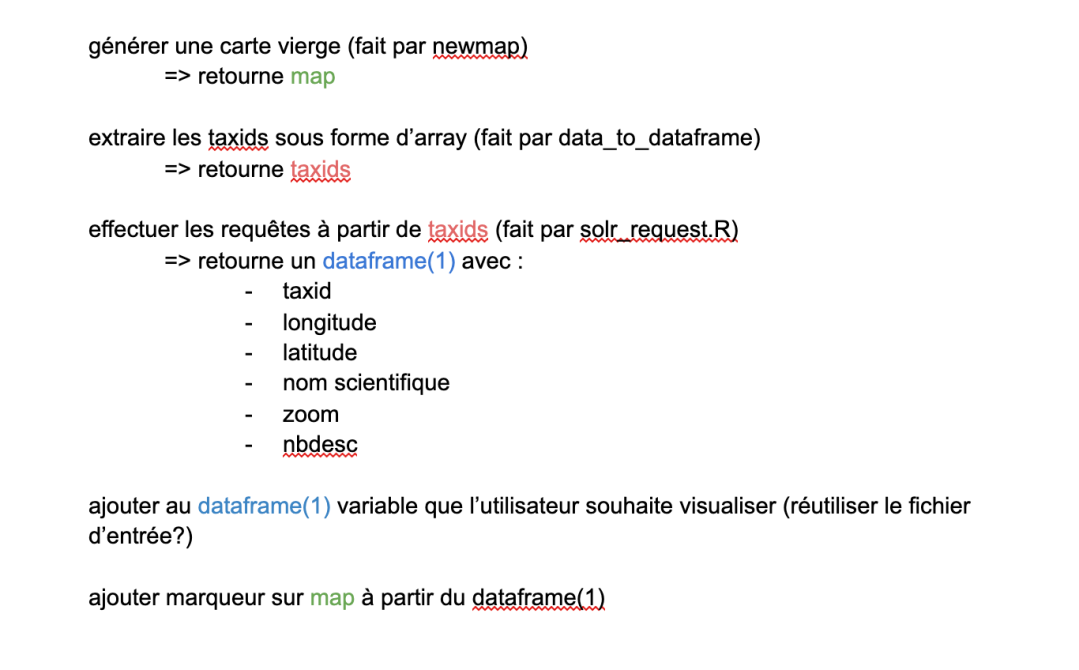 générer une carte vierge (fait par newmap)
=> retourne map
extraire les taxids sous forme d’array (fait par data_to_dataframe)
=> retourne taxids
effectuer les requêtes à partir de taxids (fait par solr_request.R)
=> retourne un dataframe(1) avec :
- taxid
- longitude
- latitude
- nom scientifique
- zoom
- nbdesc
ajouter au dataframe(1) variable que l’utilisateur souhaite visualiser (réutiliser le fichier
d’entrée?)
ajouter marqueur sur map à partir du dataframe(1)